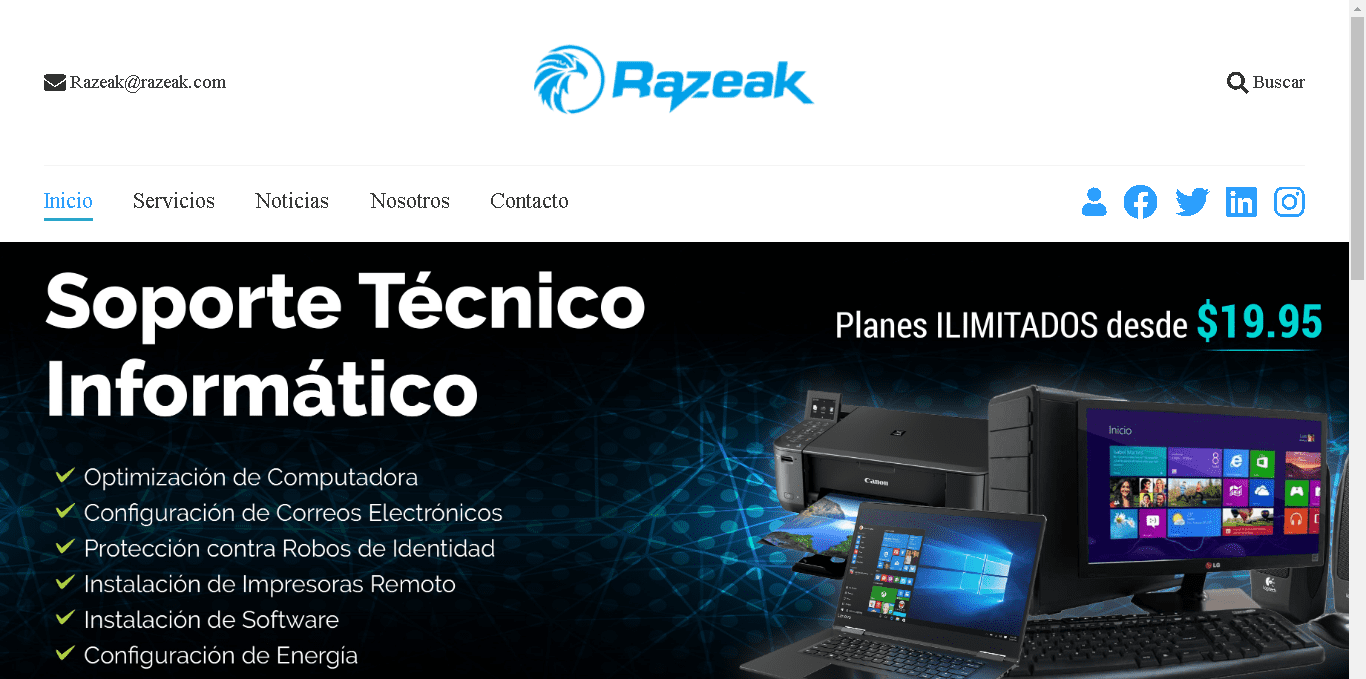 Razeak@razeak.com
Razeak
Buscar
Inicio
Servicios
Noticias
Nosotros
Contacto
Soporte Técnico
Informático
Planes ILIMITADOS desde $19.95
Optimización de Computadora
Configuración de Correos Electrónicos
Protección contra Robos de Identidad
Instalación de Impresoras Remoto
Instalación de Software
Configuración de Energía
Canon
Inicio
LG